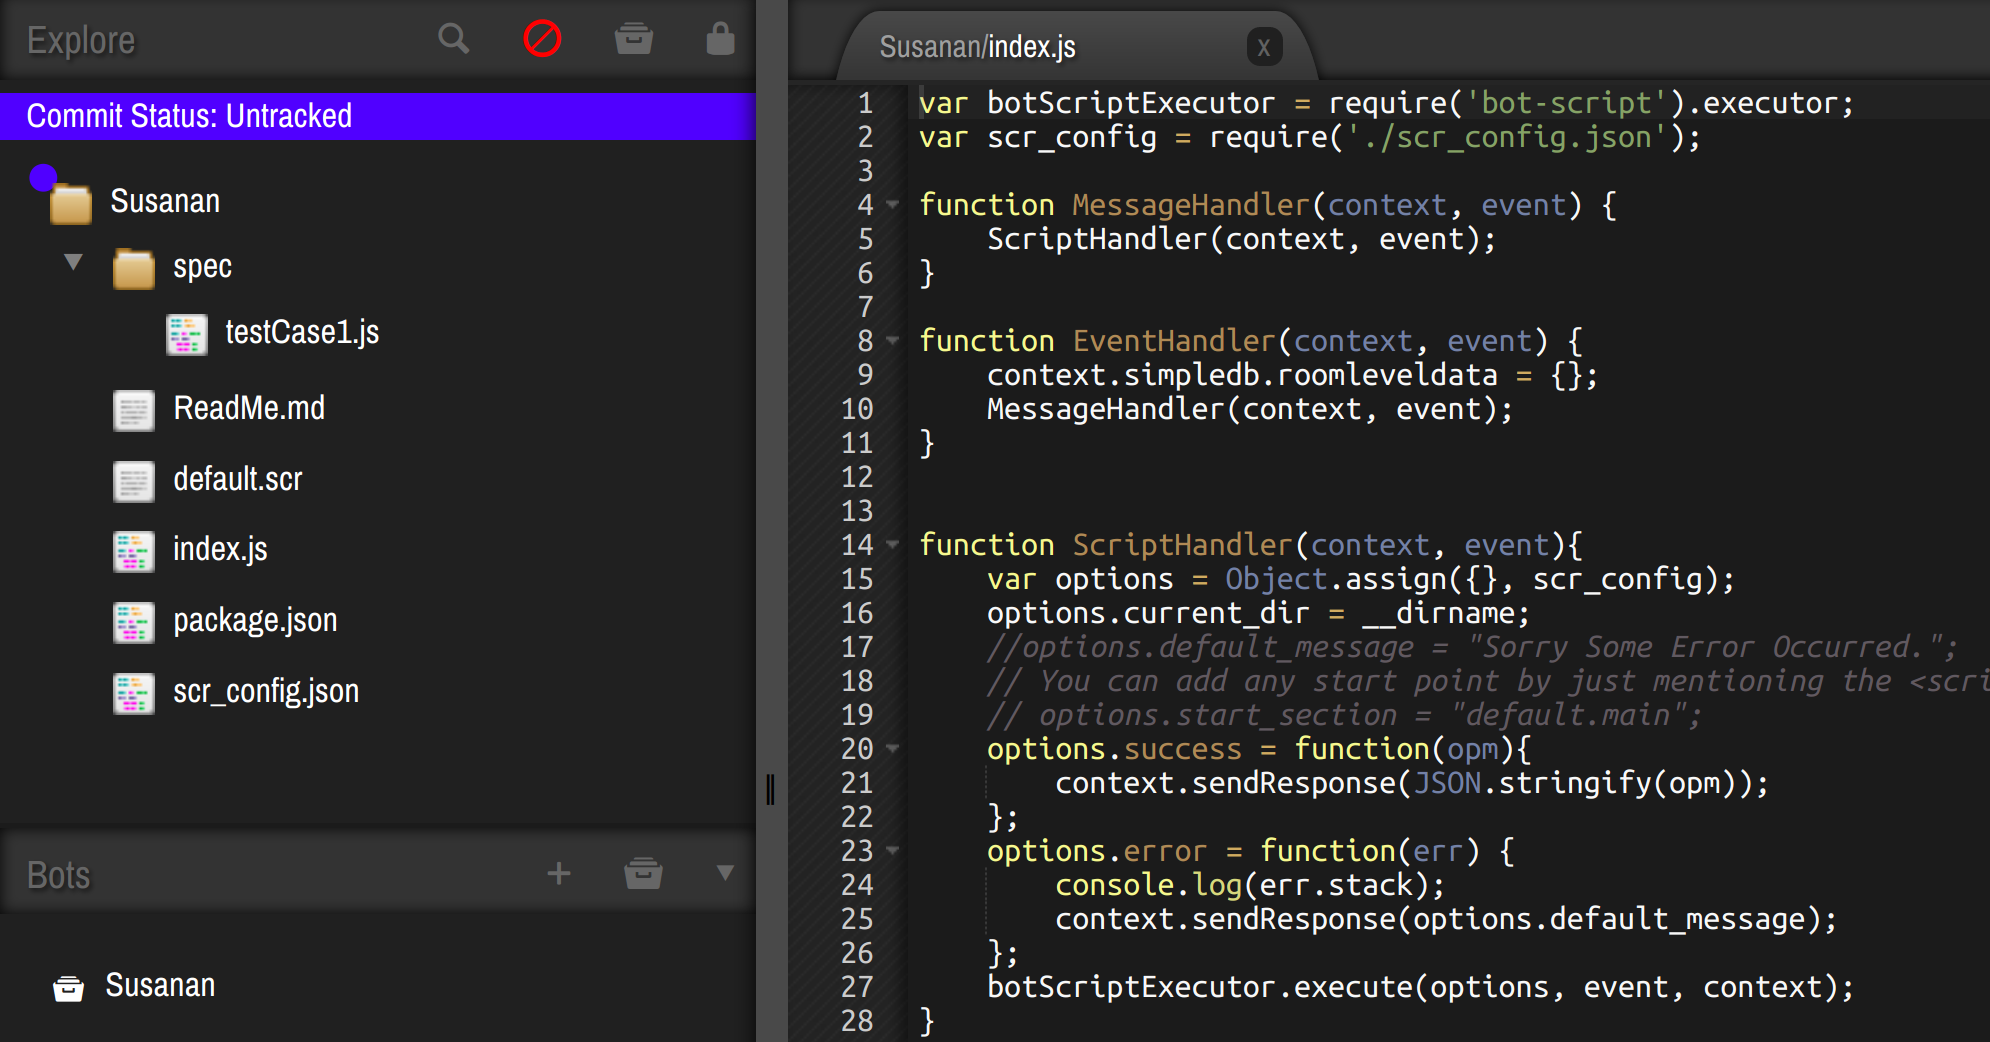 Explore
Commit Status: Untracked
Susanan
spec
testCase1.js
ReadMe.md
default.scr
index.js
package.json
scr_config.json
Bots
Susanan
Susanan/index.js x
1 var botScriptExecutor = require('bot-script').executor;
2 var scr_config = require('./scr_config.json');
3
4 function MessageHandler(context, event) {
5     ScriptHandler(context, event);
6 }
7
8 function EventHandler(context, event) {
9     context.simpledb.roomleveldata = {};
10     MessageHandler(context, event);
11 }
12
13
14 function ScriptHandler(context, event){
15     var options = Object.assign({}, scr_config);
16     options.current_dir = __dirname;
17     //options.default_message = "Sorry Some Error Occurred.";
18     // You can add any start point by just mentioning the <scri
19     // options.start_section = "default.main";
20     options.success = function(opm){
21         context.sendResponse(JSON.stringify(opm));
22     };
23     options.error = function(err) {
24         console.log(err.stack);
25         context.sendResponse(options.default_message);
26     };
27     botScriptExecutor.execute(options, event, context);
28 }